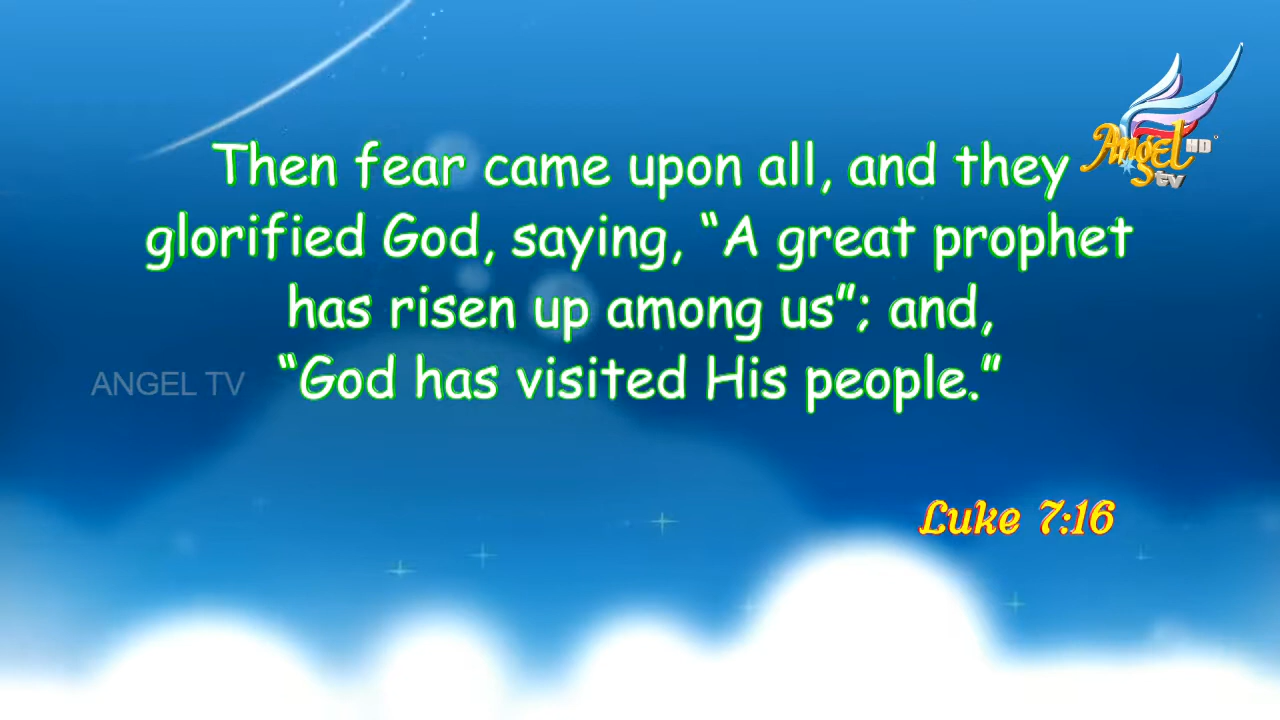 Then fear came upon all, and they
glorified God, saying, “A great prophet
has risen up among us”; and,
“God has visited His people.”
Luke 7:16
ANGEL TV
Angel HD
tv